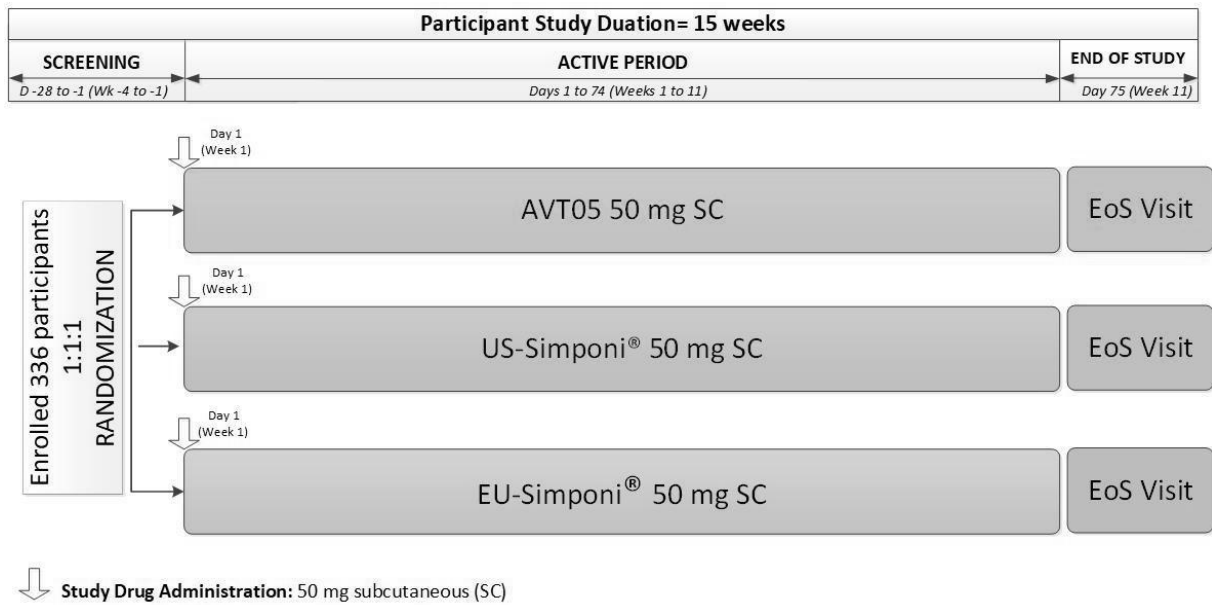 Participant Study Duation= 15 weeks
SCREENING
ACTIVE PERIOD
END OF STUDY
D -28 to -1 (Wk -4 to -1)
Days 1 to 74 (Weeks 1 to 11)
Day 75 (Week 11)
Enrolled 336 participants
1:1:1
RANDOMIZATION
Day 1
(Week 1)
AVT05 50 mg SC
EoS Visit
Day 1
(Week 1)
US-Simponi® 50 mg SC
EoS Visit
Day 1
(Week 1)
EU-Simponi® 50 mg SC
EoS Visit
Study Drug Administration: 50 mg subcutaneous (SC)